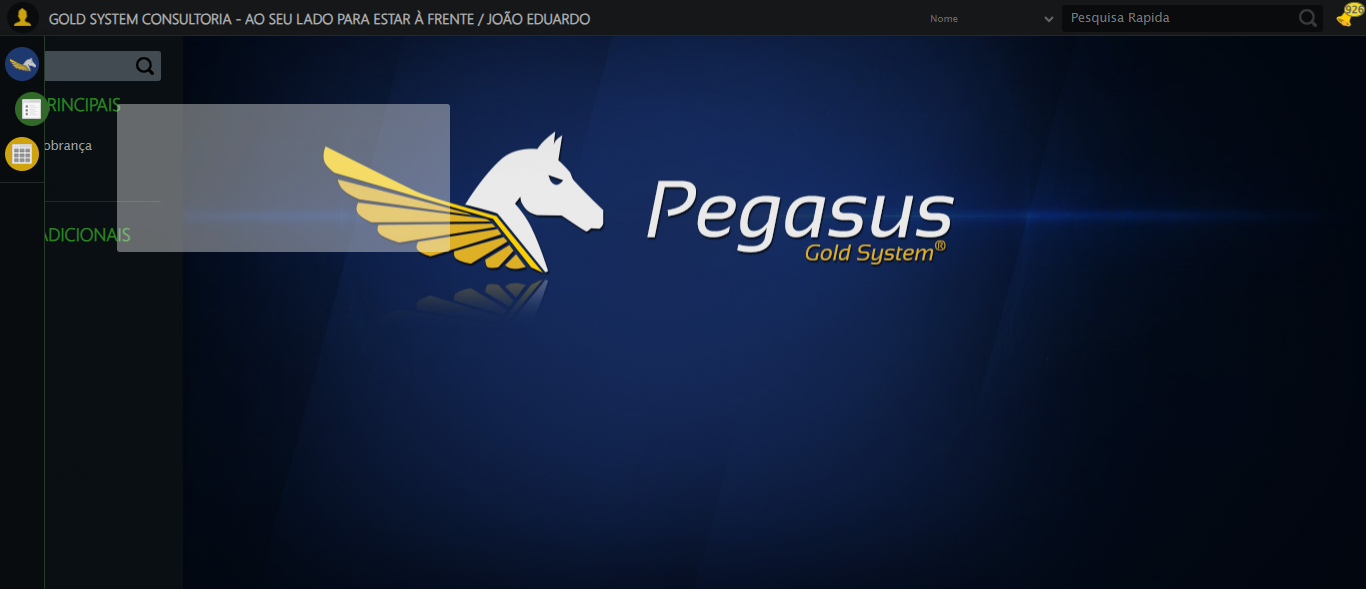 GOLD SYSTEM CONSULTORIA - AO SEU LADO PARA ESTAR À FRENTE / JOÃO EDUARDO
Nome
Pesquisa Rapida
926
RINCIPAIS
obrança
ADICIONAIS
Pegasus
Gold System®